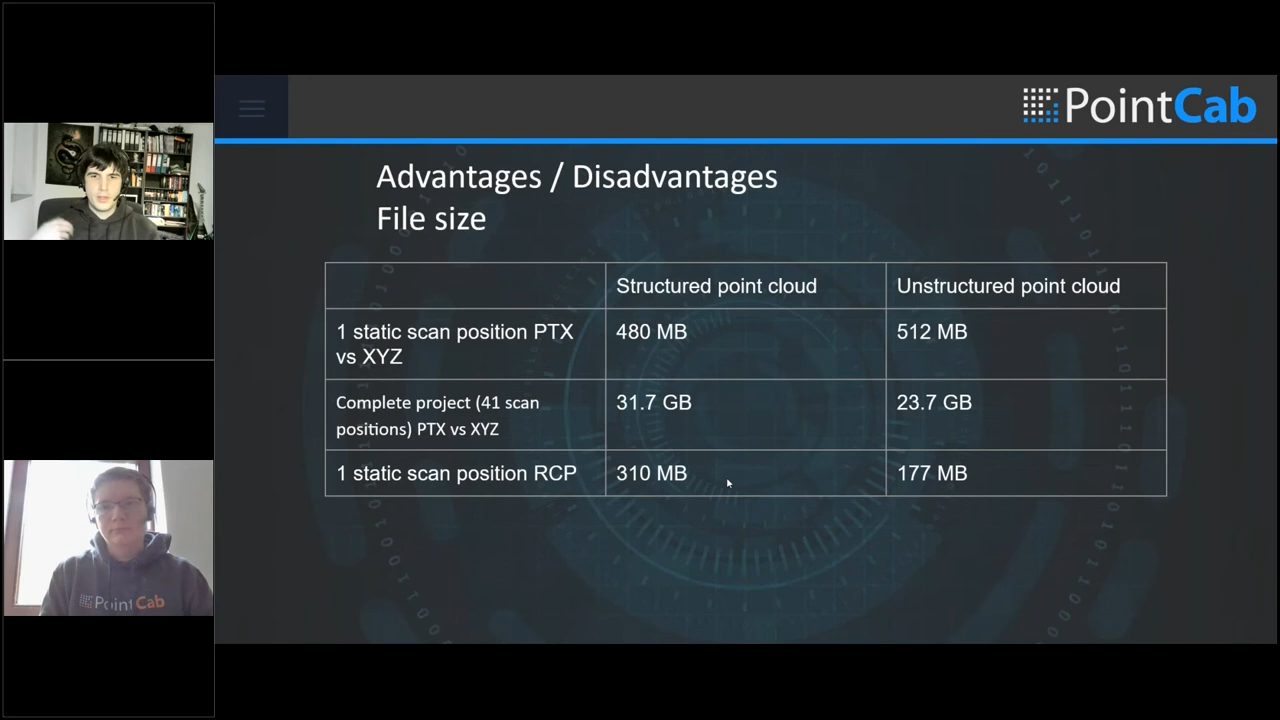 PointCab
Advantages / Disadvantages
File size
Structured point cloud
Unstructured point cloud
1 static scan position PTX
vs XYZ
480 MB
512 MB
Complete project (41 scan
positions) PTX vs XYZ
31.7 GB
23.7 GB
1 static scan position RCP
310 MB
177 MB
PointCab